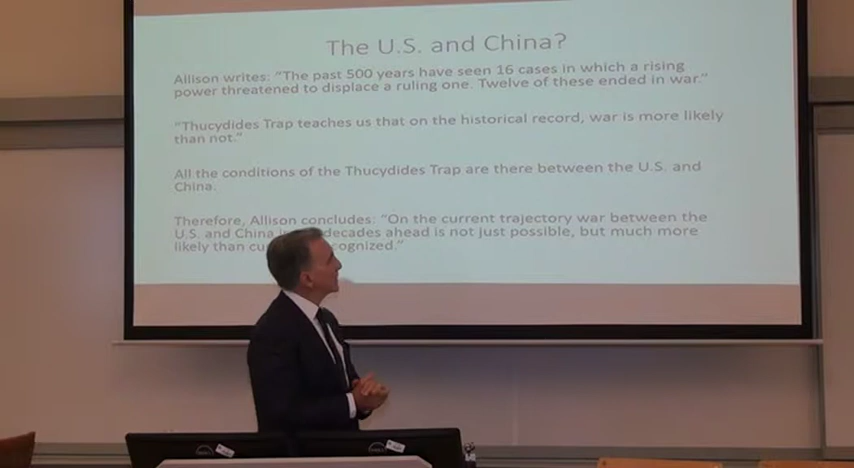 The U.S. and China?
Allison writes: “The past 500 years have seen 16 cases in which a rising
power threatened to displace a ruling one. Twelve of these ended in war.”
“Thucydides Trap teaches us that on the historical record, war is more likely
than not.”
All the conditions of the Thucydides Trap are there between the U.S. and
China.
Therefore, Allison concludes: “On the current trajectory war between the
U.S. and China decades ahead is not just possible, but much more
likely than